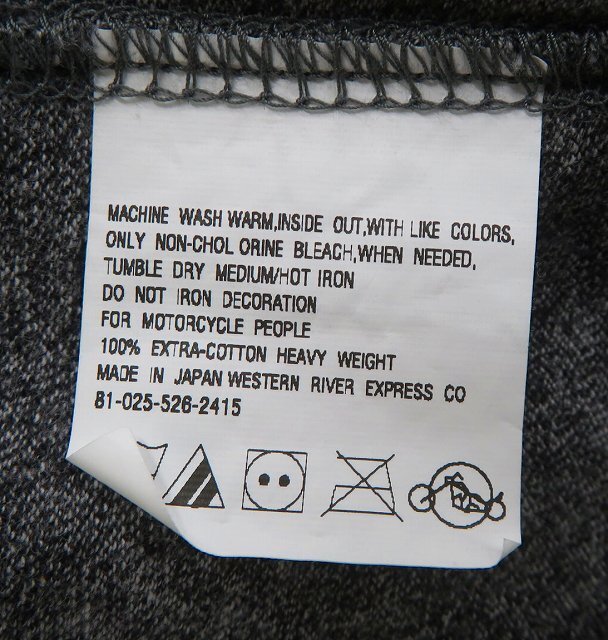 MACHINE WASH WARM,INSIDE OUT,WITH LIKE COLORS,
ONLY NON-CHOL ORINE BLEACH,WHEN NEEDED,
TUMBLE DRY MEDIUM/HOT IRON
DO NOT IRON DECORATION
FOR MOTORCYCLE PEOPLE
100% EXTRA-COTTON HEAVY WEIGHT
MADE IN JAPAN WESTERN RIVER EXPRESS CO
81-025-526-2415